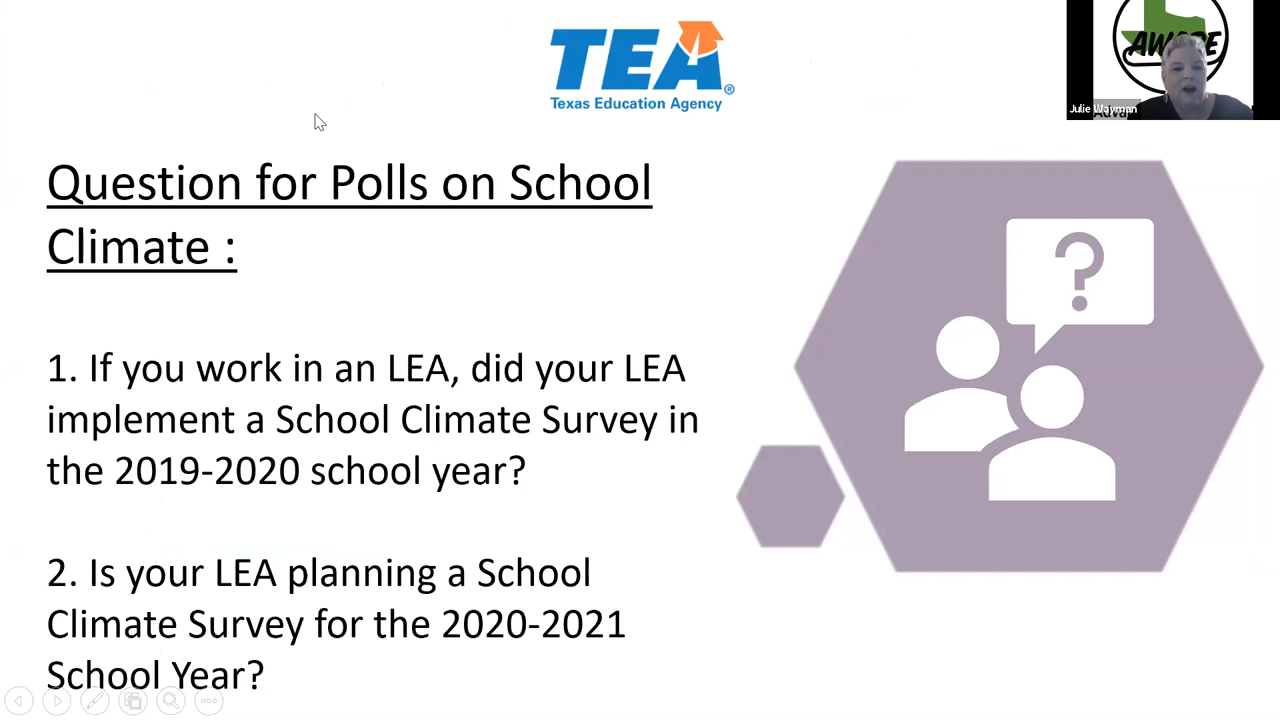 TEA®
Texas Education Agency
AWARE
Julie Wayman
Question for Polls on School
Climate :
?
1. If you work in an LEA, did your LEA
implement a School Climate Survey in
the 2019-2020 school year?
2. Is your LEA planning a School
Climate Survey for the 2020-2021
School Year?